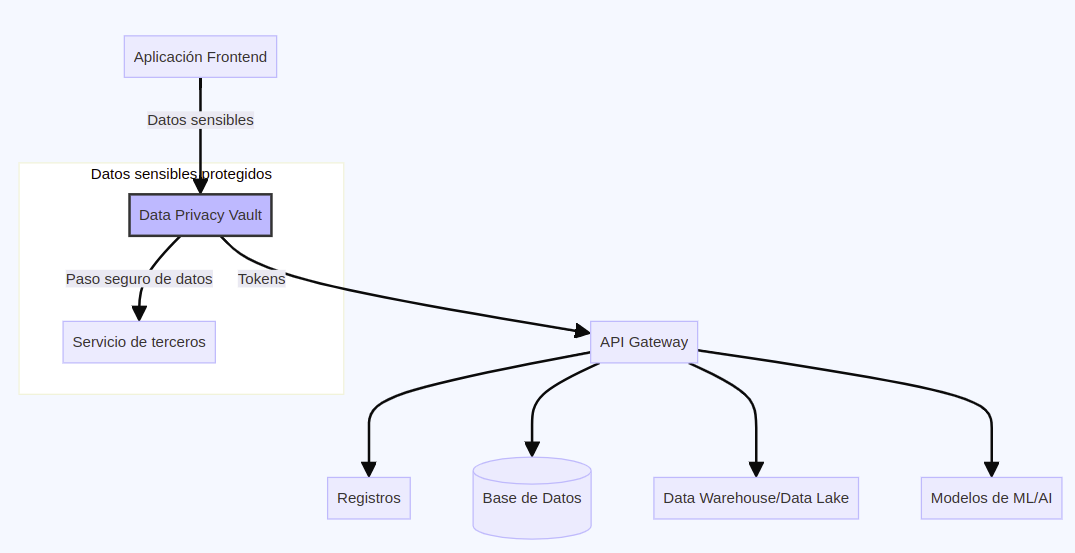 Aplicación Frontend
Datos sensibles
Datos sensibles protegidos
Data Privacy Vault
Paso seguro de datos
Tokens
Servicio de terceros
API Gateway
Registros
Base de Datos
Data Warehouse/Data Lake
Modelos de ML/AI